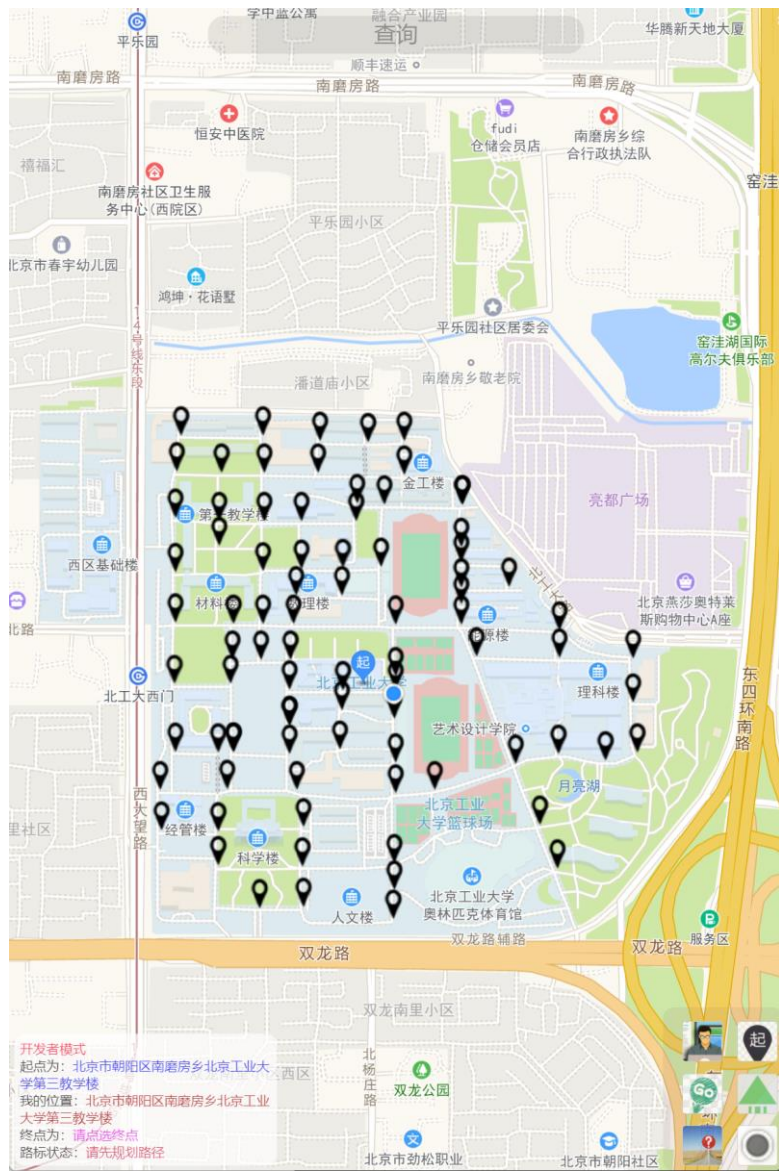 学中蓝公寓
融合产业园
查询
华腾新天地大厦
平乐园
顺丰速运
南磨房路
南磨房路
南磨房路
恒安中医院
fudi
仓储会员店
南磨房乡综
合行政执法队
禧福汇
南磨房社区卫生服
务中心(西院区)
窑洼
平乐园小区
北京市春宇幼儿园
鸿坤·花语墅
14号线东段
平乐园社区居委会
窑洼湖国际
高尔夫俱乐部
潘道庙小区
南磨房乡敬老院
金工楼
亮都广场
西区基础楼
材料楼
北京燕莎奥特莱
斯购物中心A座
北路
起
北京工业大学
北工大西门
理科楼
东四环南路
艺术设计学院
西大望路
月亮湖
里社区
经管楼
北京工业
大学篮球场
科学楼
人文楼
北京工业大学
奥林匹克体育馆
服务区
双龙路
双龙路辅路
双龙路
双龙南里小区
起
开发者模式
起点为：北京市朝阳区南磨房乡北京工业大
学第三教学楼
我的位置：北京市朝阳区南磨房乡北京工业
大学第三教学楼
终点为：请点选终点
路标状态：请先规划路径
西区
北杨庄路
双龙公园
Go
北京市劲松职业
北京市朝阳社区